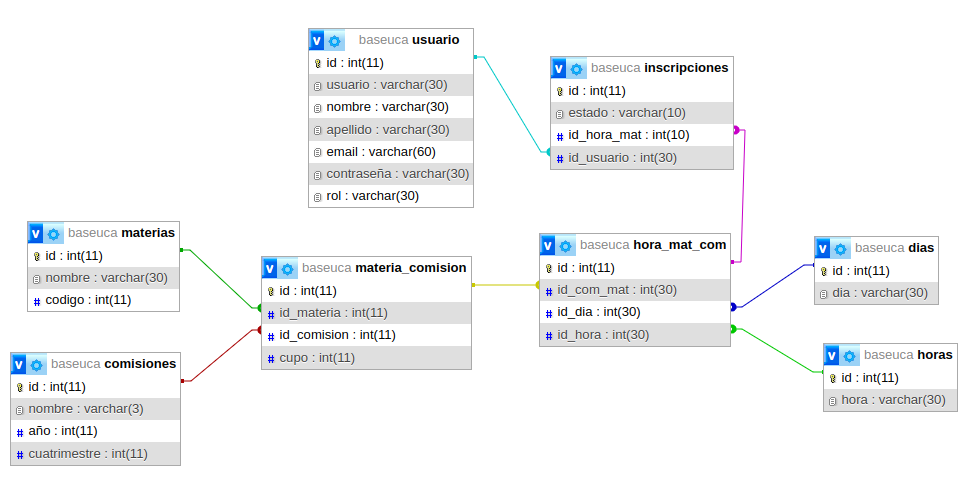 baseuca usuario
id : int(11)
usuario : varchar(30)
nombre : varchar(30)
apellido : varchar(30)
email : varchar(60)
contraseña : varchar(30)
rol : varchar(30)
baseuca inscripciones
id : int(11)
estado : varchar(10)
id_hora_mat : int(10)
id_usuario : int(30)
baseuca materias
id : int(11)
nombre : varchar(30)
codigo : int(11)
baseuca materia_comision
id : int(11)
id_materia : int(11)
id_comision : int(11)
cupo : int(11)
baseuca hora_mat_com
id : int(11)
id_com_mat : int(30)
id_dia : int(30)
id_hora : int(30)
baseuca dias
id : int(11)
dia : varchar(30)
baseuca comisiones
id : int(11)
nombre : varchar(3)
año : int(11)
cuatrimestre : int(11)
baseuca horas
id : int(11)
hora : varchar(30)